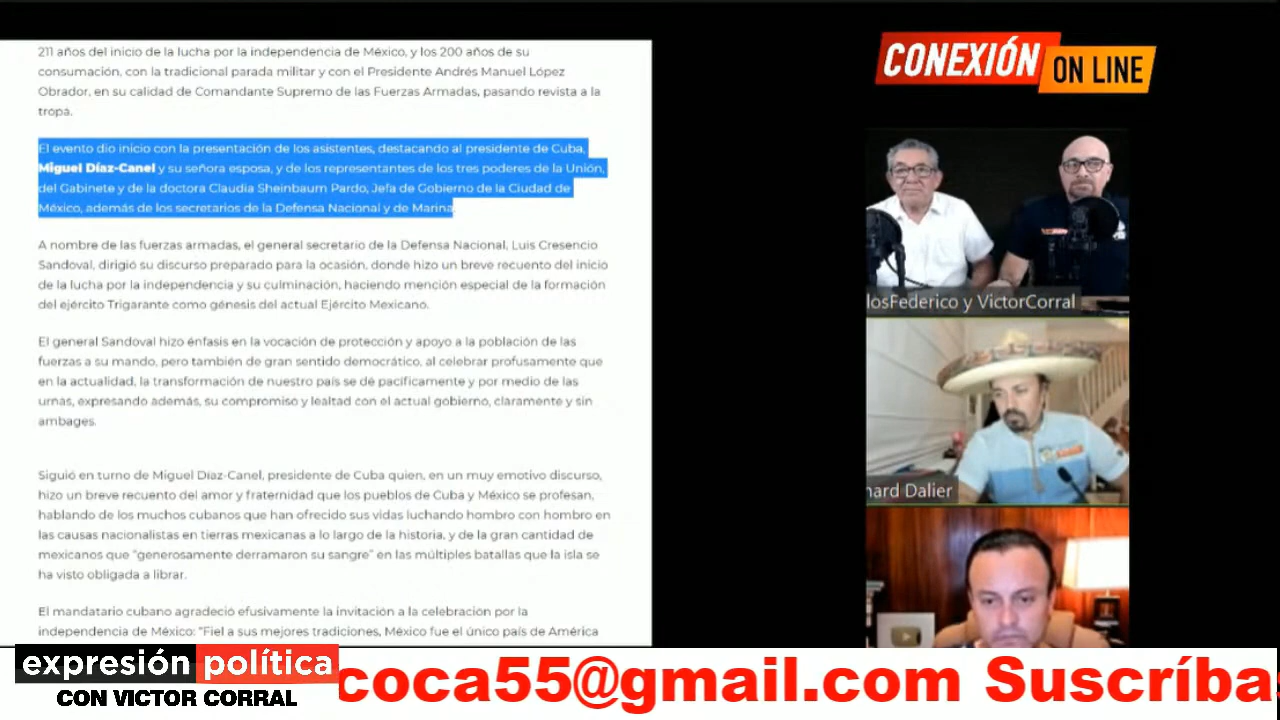 211 años del inicio de la lucha por la independencia de México, y los 200 años de su
consumación, con la tradicional parada militar y con el Presidente Andrés Manuel López
Obrador, en su calidad de Comandante Supremo de las Fuerzas Armadas, pasando revista a la
tropa.
El evento dio inicio con la presentación de los asistentes, destacando al presidente de Cuba,
Miguel Díaz-Canel y su señora esposa, y de los representantes de los tres poderes de la Unión,
del Gabinete y de la doctora Claudia Sheinbaum Pardo, Jefa de Gobierno de la Ciudad de
México, además de los secretarios de la Defensa Nacional y de Marina.
A nombre de las fuerzas armadas, el general secretario de la Defensa Nacional, Luis Cresencio
Sandoval, dirigió su discurso preparado para la ocasión, donde hizo un breve recuento del inicio
de la lucha por la independencia y su culminación, haciendo mención especial de la formación
del ejército Trigarante como génesis del actual Ejército Mexicano.
El general Sandoval hizo énfasis en la vocación de protección y apoyo a la población de las
fuerzas a su mando, pero también de gran sentido democrático, al celebrar profusamente que
en la actualidad, la transformación de nuestro país se dé pacíficamente y por medio de las
urnas, expresando además, su compromiso y lealtad con el actual gobierno, claramente y sin
ambages.
Siguió en turno de Miguel Díaz-Canel, presidente de Cuba quien, en un muy emotivo discurso,
hizo un breve recuento del amor y fraternidad que los pueblos de Cuba y México se profesan,
hablando de los muchos cubanos que han ofrecido sus vidas luchando hombro con hombro en
las causas nacionalistas en tierras mexicanas a lo largo de la historia, y de la gran cantidad de
mexicanos que "generosamente derramaron su sangre" en las múltiples batallas que la isla se
ha visto obligada a librar.
El mandatario cubano agradeció efusivamente la invitación a la celebración por la
independencia de México: "Fiel a sus mejores tradiciones, México fue el único país de América
CONEXIÓN
ON LINE
losFederico y VictorCorral
nard Dalier
expresión política
CON VICTOR CORRAL
coca55@gmail.com Suscríbas